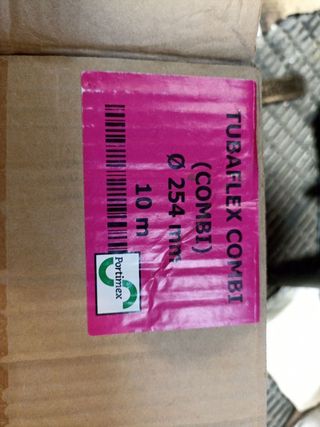 TUBAFLEX COMBI
(COMBI)
Ø 254 mm
10 m
Portimex